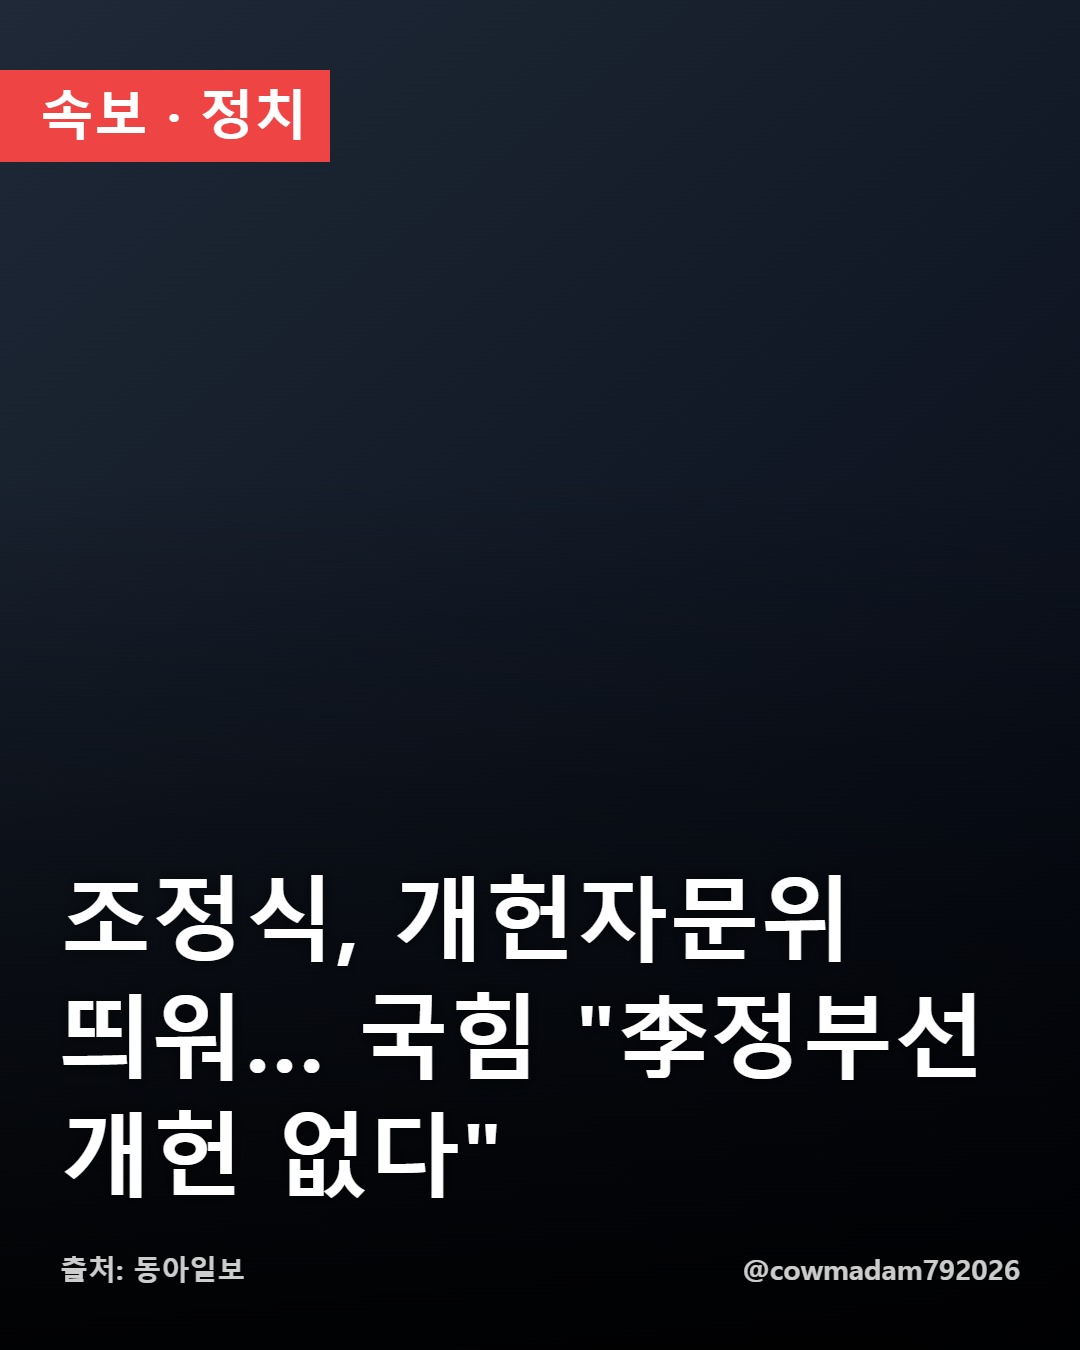 속보 · 정치
조정식, 개헌자문위
띄워... 국힘 "李정부선
개헌 없다"
출처: 동아일보
@cowmadam792026